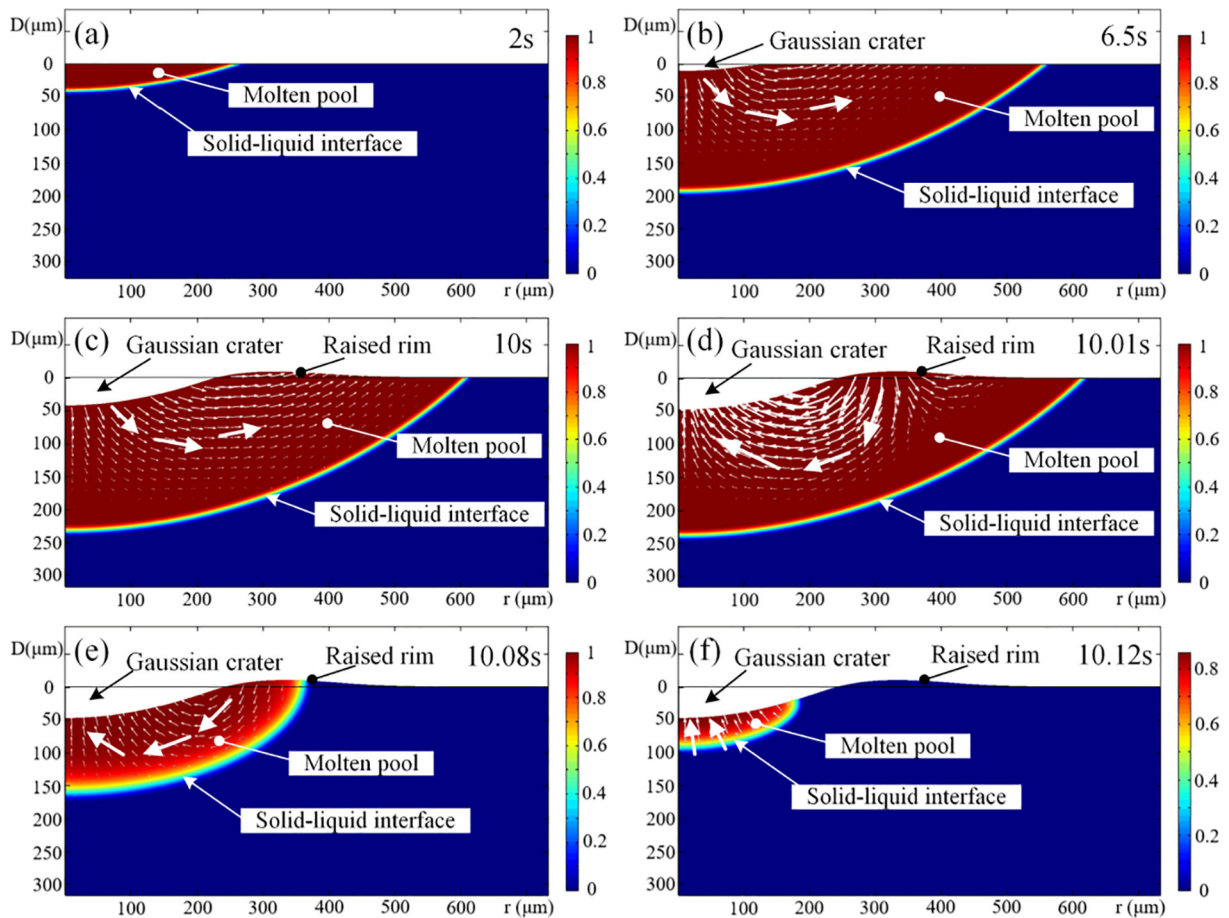 D(μm)
(a)
2s
0
50
100
150
200
250
300
Molten pool
Solid-liquid interface
100 200 300 400 500 600 r (μm)
1
0.8
0.6
0.4
0.2
0
D(μm)
(b)
Gaussian crater
6.5s
0
50
100
150
200
250
300
Molten pool
Solid-liquid interface
100 200 300 400 500 600 r (μm)
1
0.8
0.6
0.4
0.2
0
D(μm)
(c)
Raised rim
10s
Gaussian crater
0
50
100
150
200
250
300
Molten pool
Solid-liquid interface
100 200 300 400 500 600 r (μm)
1
0.8
0.6
0.4
0.2
0
D(μm)
(d)
Raised rim
10.01s
Gaussian crater
0
50
100
150
200
250
300
Molten pool
Solid-liquid interface
100 200 300 400 500 600 r (μm)
1
0.8
0.6
0.4
0.2
0
D(μm)
(e)
Raised rim
10.08s
Gaussian crater
0
50
100
150
200
250
300
Molten pool
Solid-liquid interface
100 200 300 400 500 600 r (μm)
1
0.8
0.6
0.4
0.2
0
D(μm)
(f)
Raised rim
10.12s
Gaussian crater
0
50
100
150
200
250
300
Molten pool
Solid-liquid interface
100 200 300 400 500 600 r (μm)
0.8
0.7
0.6
0.5
0.4
0.3
0.2
0.1
0